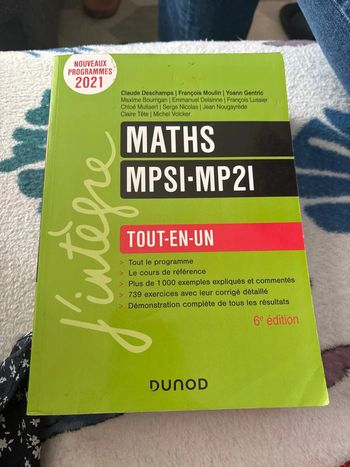 NOUVEAUX
PROGRAMMES
2021
Claude Deschamps | François Moulin | Yoann Gentric
Maxime Bourrigan | Emmanuel Delsinne | François Lussier
Chloé Mullaert | Serge Nicolas | Jean Nougayrède
Claire Tête | Michel Volcker
MATHS
MPSI-MP2I
TOUT-EN-UN
> Tout le programme
> Le cours de référence
> Plus de 1 000 exemples expliqués et commentés
> 739 exercices avec leur corrigé détaillé
> Démonstration complète de tous les résultats
6e édition
j'intègre
DUNOD